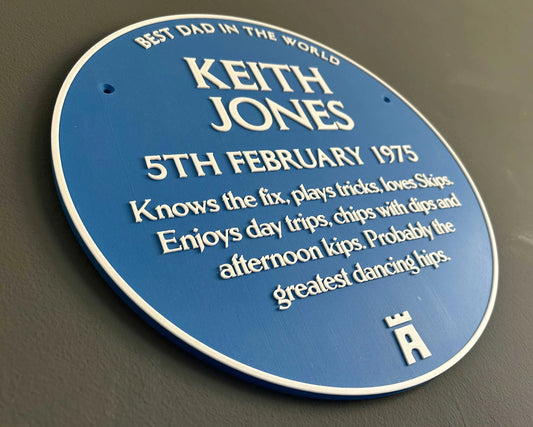 BEST DAD IN THE WORLD
KEITH
JONES
5TH FEBRUARY 1975
Knows the fix, plays tricks, loves Skips.
Enjoys day trips, chips with dips and
afternoon kips. Probably the
greatest dancing hips.